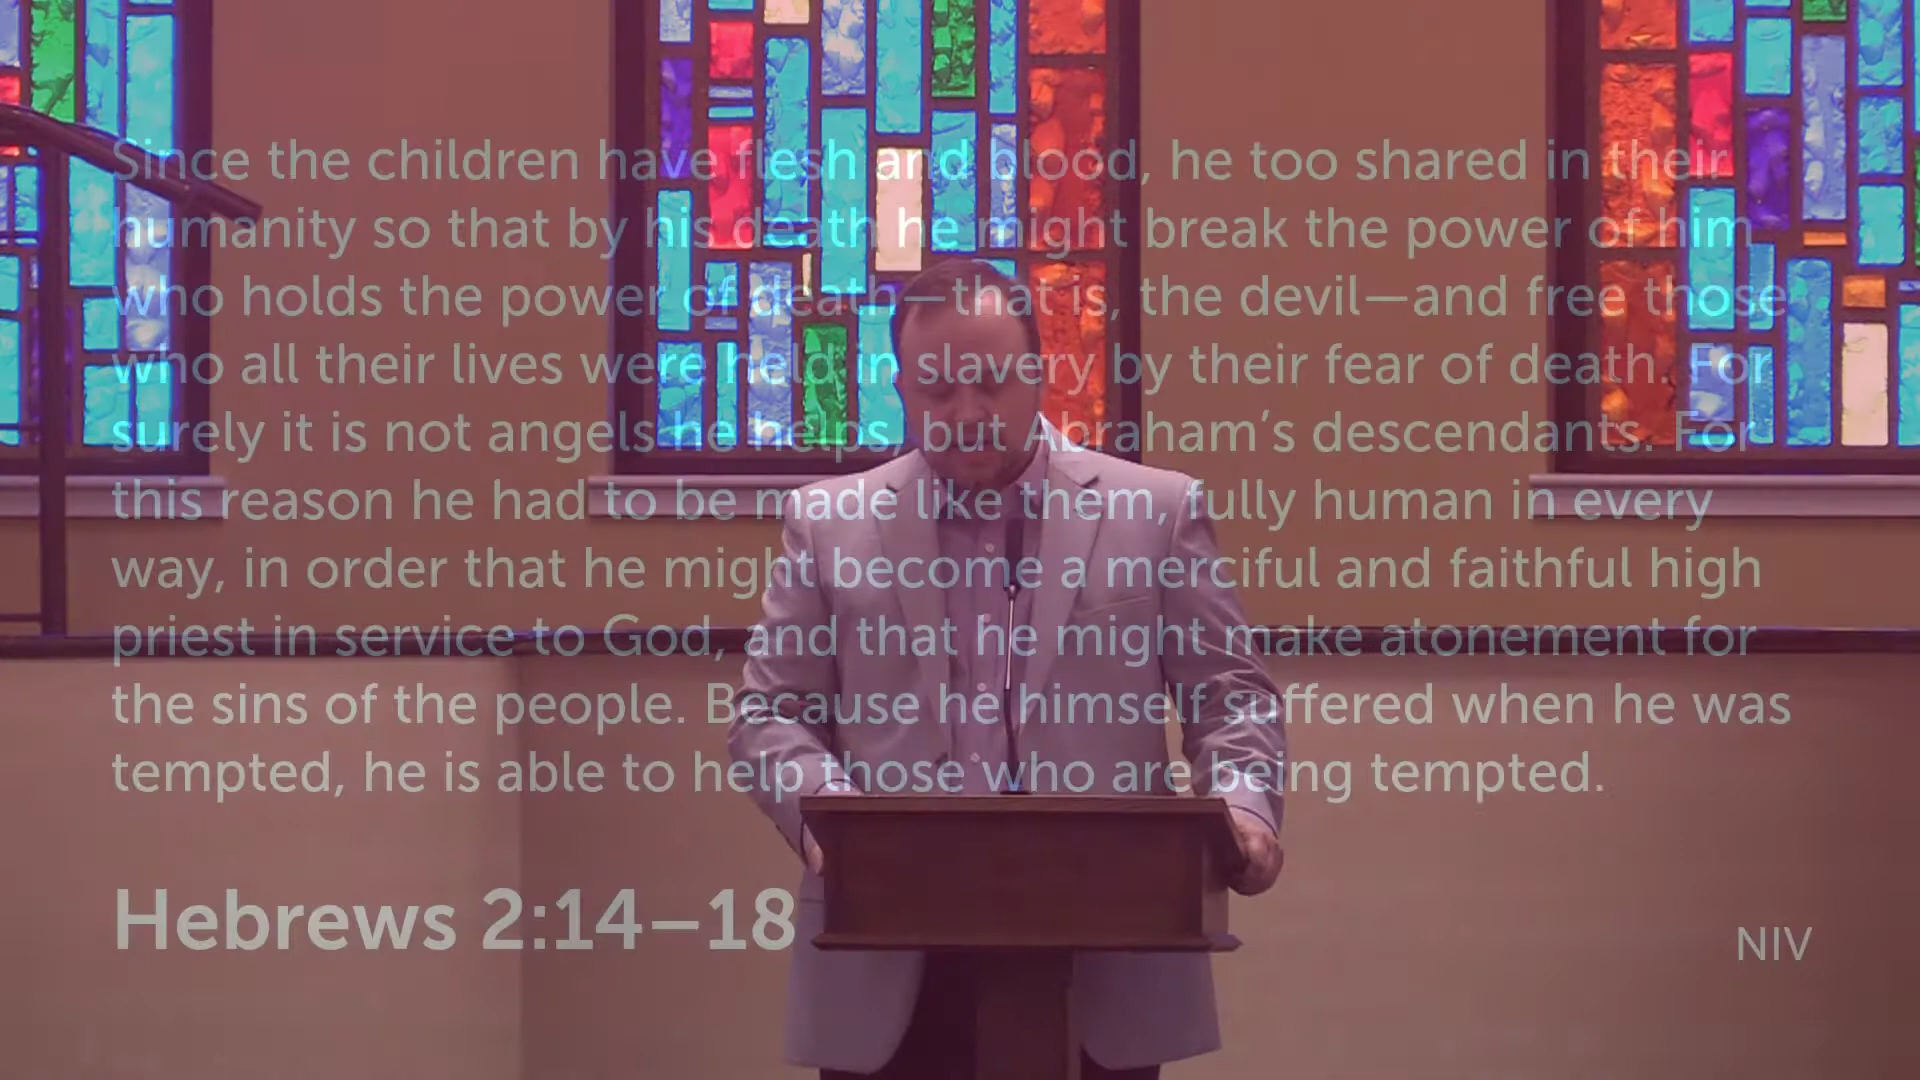 Since the children have flesh and blood, he too shared in their
humanity so that by his death he might break the power of him
who holds the power of death—that is, the devil—and free those
who all their lives were held in slavery by their fear of death. For
surely it is not angels he helps, but Abraham’s descendants. For
this reason he had to be made like them, fully human in every
way, in order that he might become a merciful and faithful high
priest in service to God, and that he might make atonement for
the sins of the people. Because he himself suffered when he was
tempted, he is able to help those who are being tempted.
Hebrews 2:14–18
NIV